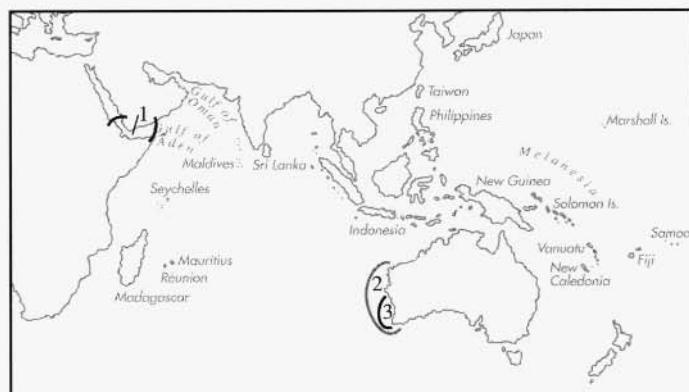 Japan
Taiwan
Philippines
Marshall Is.
Gulf of
Oman
1
Gulf of
Aden
Maldives
Sri Lanka
Melanesia
New Guinea
Solomon Is.
Seychelles
Indonesia
Vanuatu
Samoa
Fiji
New
Caledonia
Mauritius
Réunion
Madagascar
2
3